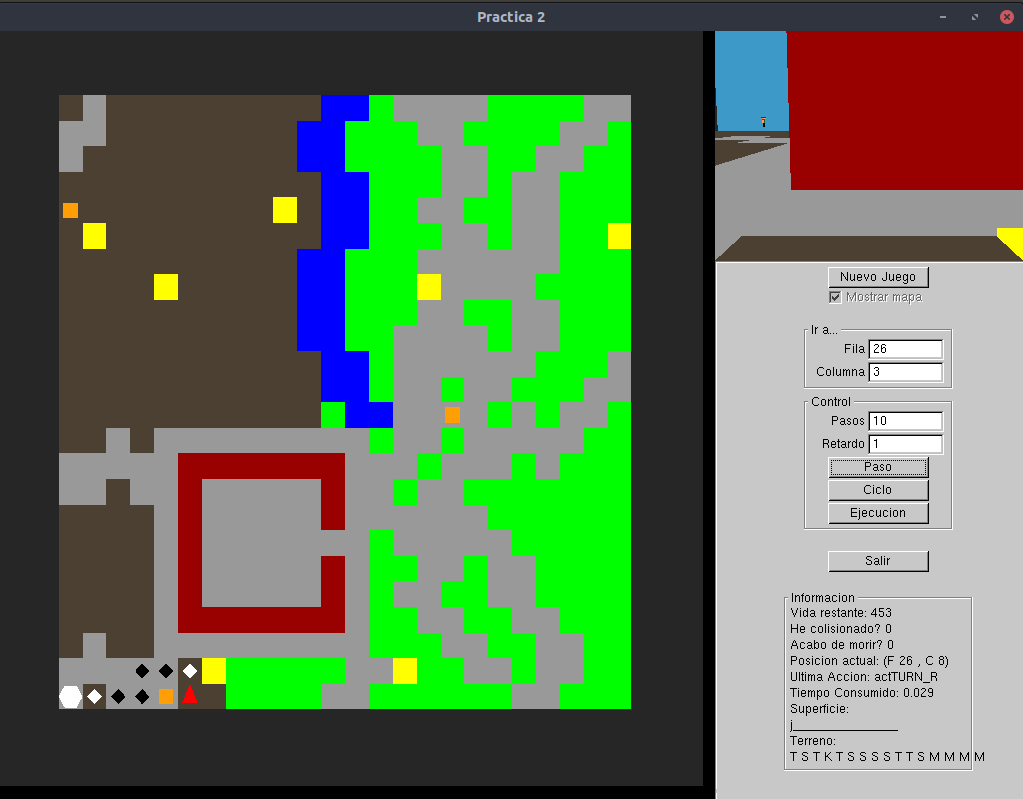 Practica 2
Nuevo Juego
Mostrar mapa
Ir a...
Fila 26
Columna 3
Control
Pasos 10
Retardo 1
Paso
Ciclo
Ejecucion
Salir
Informacion
Vida restante: 453
He colisionado? 0
Acabo de morir? 0
Posicion actual: (F 26 , C 8)
Ultima Accion: actTURN_R
Tiempo Consumido: 0.029
Superficie:
j_______________
Terreno:
T S T K T S S S S T T S M M M M